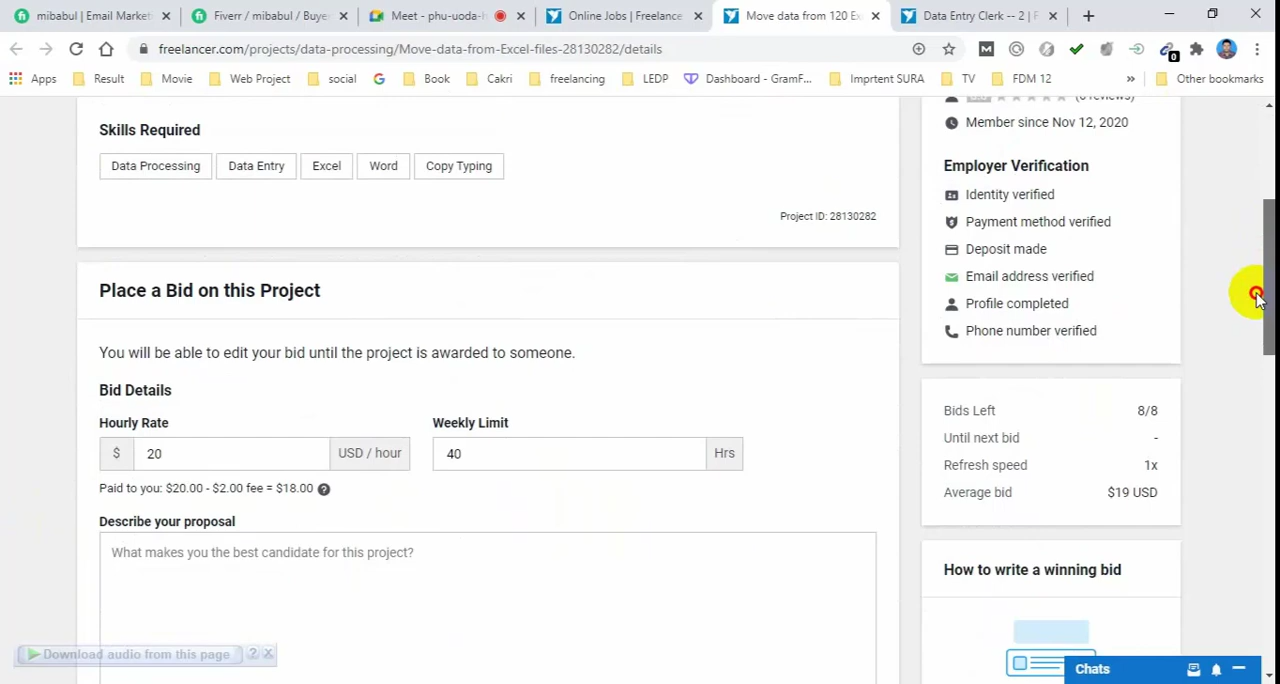 mibabul | Email Market
Fiverr / mibabul / Buye
Meet - phu-uoda-
Online Jobs | Freelance
Move data from 120 Ex
Data Entry Clerk -- 2 | F
freelancer.com/projects/data-processing/Move-data-from-Excel-files-28130282/details
0
Apps
Result
Movie
Web Project
social
Book
Cakri
freelancing
LEDP
Dashboard - GramF...
Imprtent SURA
TV
FDM 12
»
Other bookmarks
Skills Required
Data Processing
Data Entry
Excel
Word
Copy Typing
Project ID: 28130282
Place a Bid on this Project
You will be able to edit your bid until the project is awarded to someone.
Bid Details
Hourly Rate
Weekly Limit
$ 20 USD / hour
40 Hrs
Paid to you: $20.00 - $2.00 fee = $18.00
Describe your proposal
What makes you the best candidate for this project?
Download audio from this page ? x
Member since Nov 12, 2020
Employer Verification
Identity verified
Payment method verified
Deposit made
Email address verified
Profile completed
Phone number verified
Bids Left 8/8
Until next bid -
Refresh speed 1x
Average bid $19 USD
How to write a winning bid
Chats